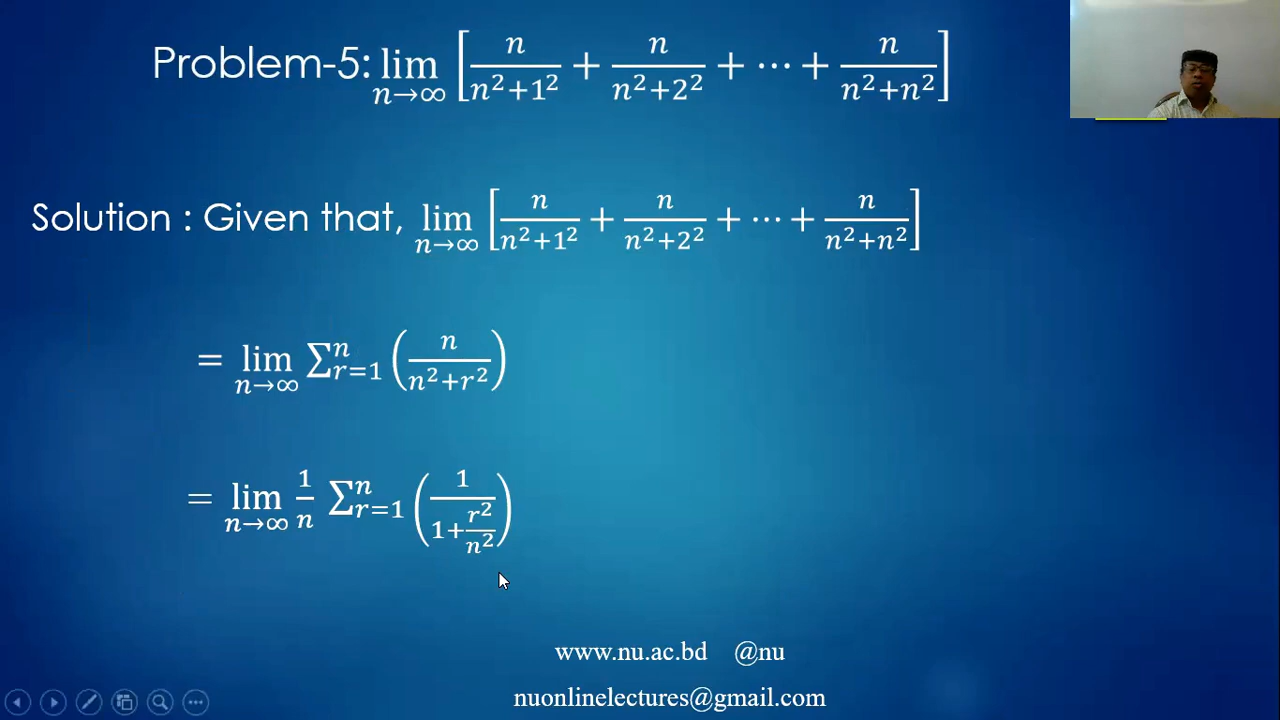 Problem-5: lim n→∞ [n/(n²+1²) + n/(n²+2²) + ⋯ + n/(n²+n²)]
Solution : Given that, lim n→∞ [n/(n²+1²) + n/(n²+2²) + ⋯ + n/(n²+n²)]
= lim n→∞ ∑ⁿᵣ₌₁ (n/(n²+r²))
= lim n→∞ 1/n ∑ⁿᵣ₌₁ (1/(1+r²/n²))
www.nu.ac.bd @nu
nuonlinelectures@gmail.com